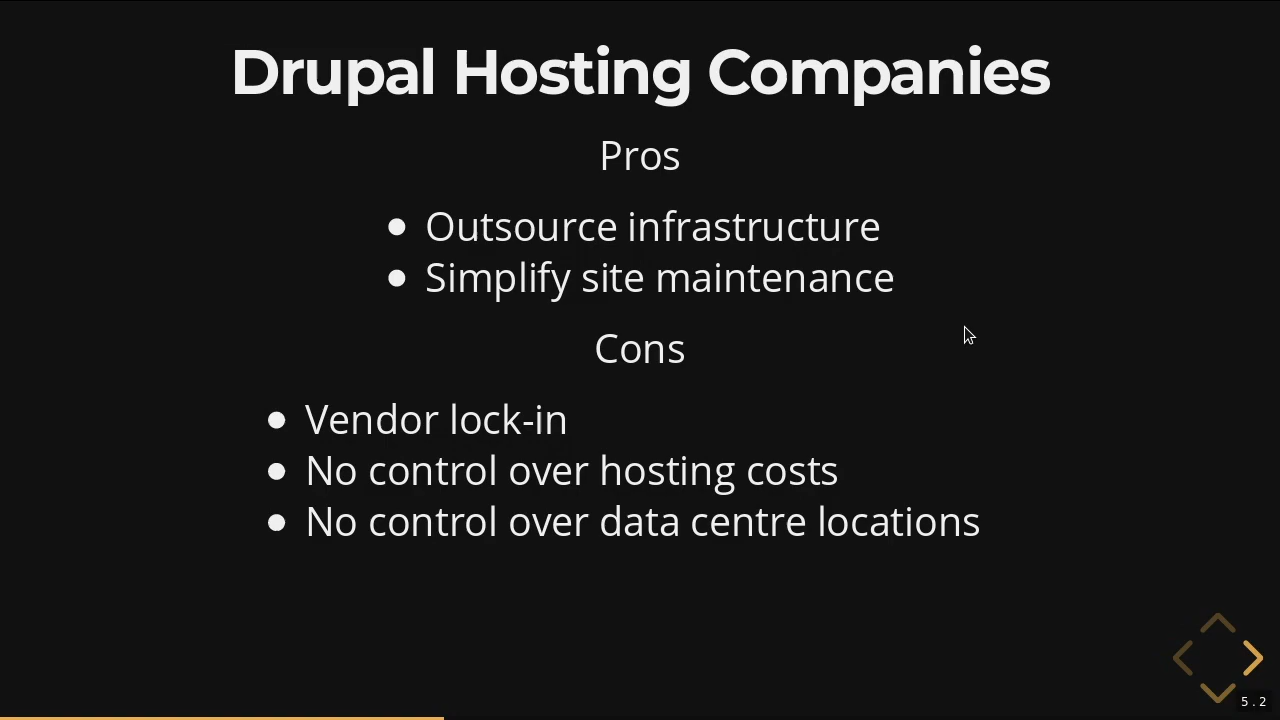 Drupal Hosting Companies
Pros
● Outsource infrastructure
● Simplify site maintenance
Cons
● Vendor lock-in
● No control over hosting costs
● No control over data centre locations
5.2